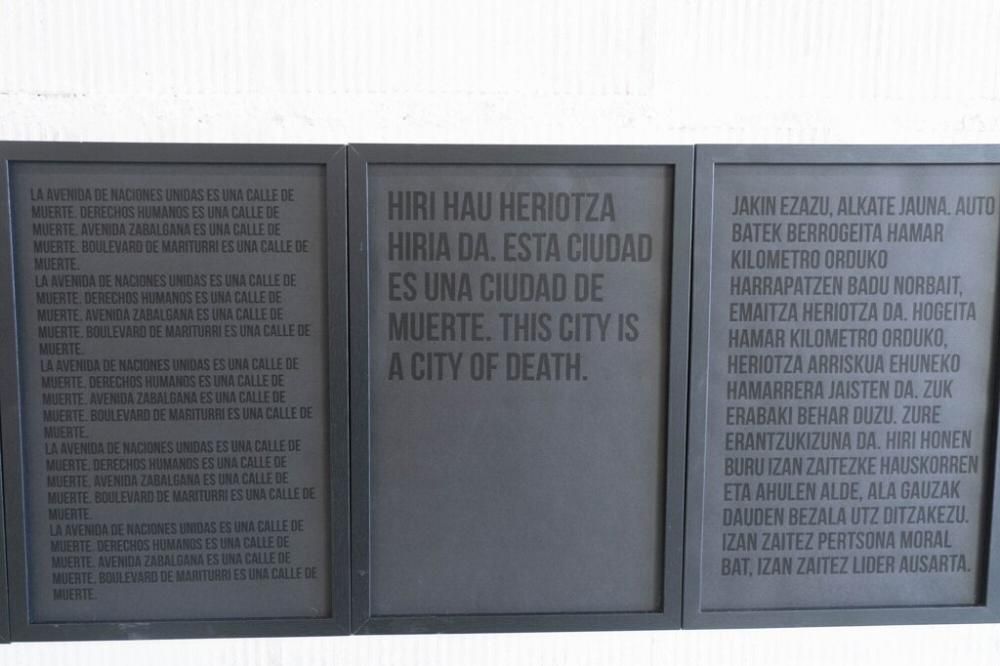 LA AVENIDA DE NACIONES UNIDAS ES UNA CALLE DE
MUERTE. DERECHOS HUMANOS ES UNA CALLE DE
MUERTE. AVENIDA ZABALGANA ES UNA CALLE DE
MUERTE. BOULEVARD DE MARITURRI ES UNA CALLE DE
MUERTE.
LA AVENIDA DE NACIONES UNIDAS ES UNA CALLE DE
MUERTE. DERECHOS HUMANOS ES UNA CALLE DE
MUERTE. AVENIDA ZABALGANA ES UNA CALLE DE
MUERTE. BOULEVARD DE MARITURRI ES UNA CALLE DE
MUERTE.
LA AVENIDA DE NACIONES UNIDAS ES UNA CALLE DE
MUERTE. DERECHOS HUMANOS ES UNA CALLE DE
MUERTE. AVENIDA ZABALGANA ES UNA CALLE DE
MUERTE. BOULEVARD DE MARITURRI ES UNA CALLE DE
MUERTE.
LA AVENIDA DE NACIONES UNIDAS ES UNA CALLE DE
MUERTE. DERECHOS HUMANOS ES UNA CALLE DE
MUERTE. AVENIDA ZABALGANA ES UNA CALLE DE
MUERTE. BOULEVARD DE MARITURRI ES UNA CALLE DE
MUERTE.
LA AVENIDA DE NACIONES UNIDAS ES UNA CALLE DE
MUERTE. DERECHOS HUMANOS ES UNA CALLE DE
MUERTE. AVENIDA ZABALGANA ES UNA CALLE DE
MUERTE. BOULEVARD DE MARITURRI ES UNA CALLE DE
MUERTE.
HIRI HAU HERIOTZA
HIRIA DA. ESTA CIUDAD
ES UNA CIUDAD DE
MUERTE. THIS CITY IS
A CITY OF DEATH.
JAKIN EZAZU, ALKATE JAUNA. AUTO
BATEK BERROGEITA HAMAR
KILOMETRO ORDUKO
HARRAPATZEN BADU NORBAIT,
EMAITZA HERIOTZA DA. HOGEITA
HAMAR KILOMETRO ORDUKO,
HERIOTZA ARRISKUA EHUNEKO
HAMARRERA JAISTEN DA. ZUK
ERABAKI BEHAR DUZU. ZURE
ERANTZUKIZUNA DA. HIRI HONEN
BURU IZAN ZAITEZKE HAUSKORREN
ETA AHULEN ALDE, ALA GAUZAK
DAUDEN BEZALA UTZ DITZAKEZU.
IZAN ZAITEZ PERTSONA MORAL
BAT, IZAN ZAITEZ LIDER AUSARTA.